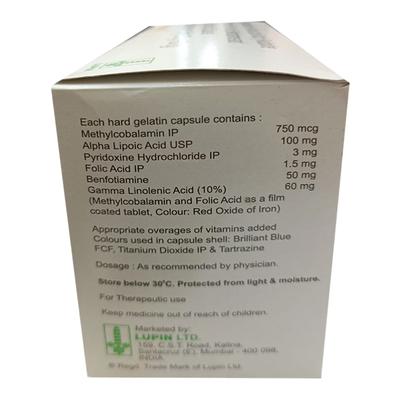 Each hard gelatin capsule contains :
Methylcobalamin IP 750 mcg
Alpha Lipoic Acid USP 100 mg
Pyridoxine Hydrochloride IP 3 mg
Folic Acid IP 1.5 mg
Benfotiamine 50 mg
Gamma Linolenic Acid (10%) 60 mg
(Methylcobalamin and Folic Acid as a film
coated tablet, Colour: Red Oxide of Iron)
Appropriate overages of vitamins added
Colours used in capsule shell: Brilliant Blue
FCF, Titanium Dioxide IP & Tartrazine
Dosage : As recommended by physician.
Store below 30°C. Protected from light & moisture.
For Therapeutic use
Keep medicine out of reach of children.
Marketed by:
LUPIN LTD.
159, C.S.T. Road, Kalina,
Santacruz (E), Mumbai - 400 098,
INDIA.
® Regd. Trade Mark of Lupin Ltd.